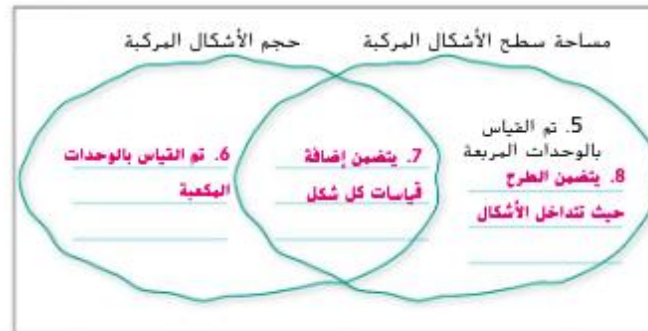 مساحة سطح الأشكال المركبة
حجم الأشكال المركبة
5. تم القياس
بالوحدات المربعة
8. يتضمن الطرح
حيث تتداخل الأشكال
7. يتضمن إضافة
قياسات كل شكل
6. تم القياس بالوحدات
المكعبة